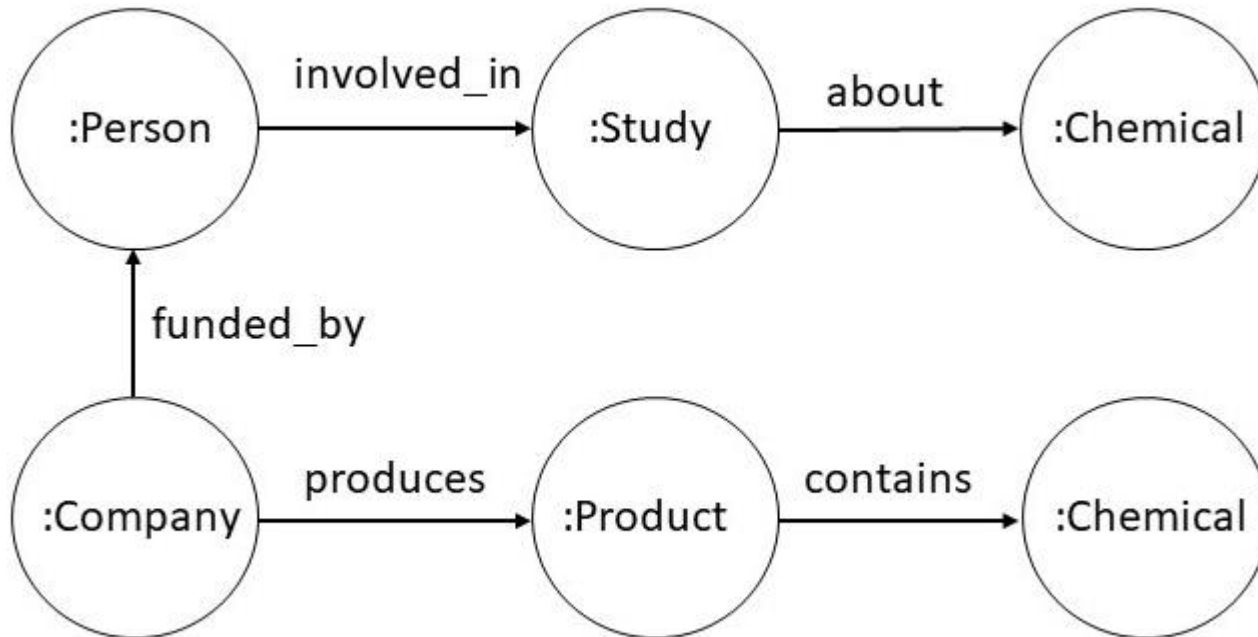 involved_in
about
:Person
:Study
:Chemical
funded_by
produces
contains
:Company
:Product
:Chemical